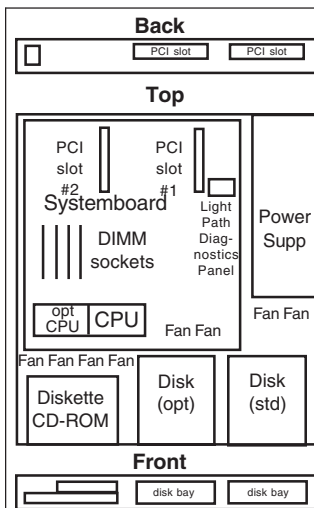 Back
PCI slot
PCI slot
Top
PCI slot #2
PCI slot #1
Systemboard
Light Path Diag-nostics Panel
DIMM sockets
Power Supp
opt CPU
CPU
Fan Fan
Fan Fan
Fan Fan Fan Fan
Diskette CD-ROM
Disk (opt)
Disk (std)
Front
disk bay
disk bay